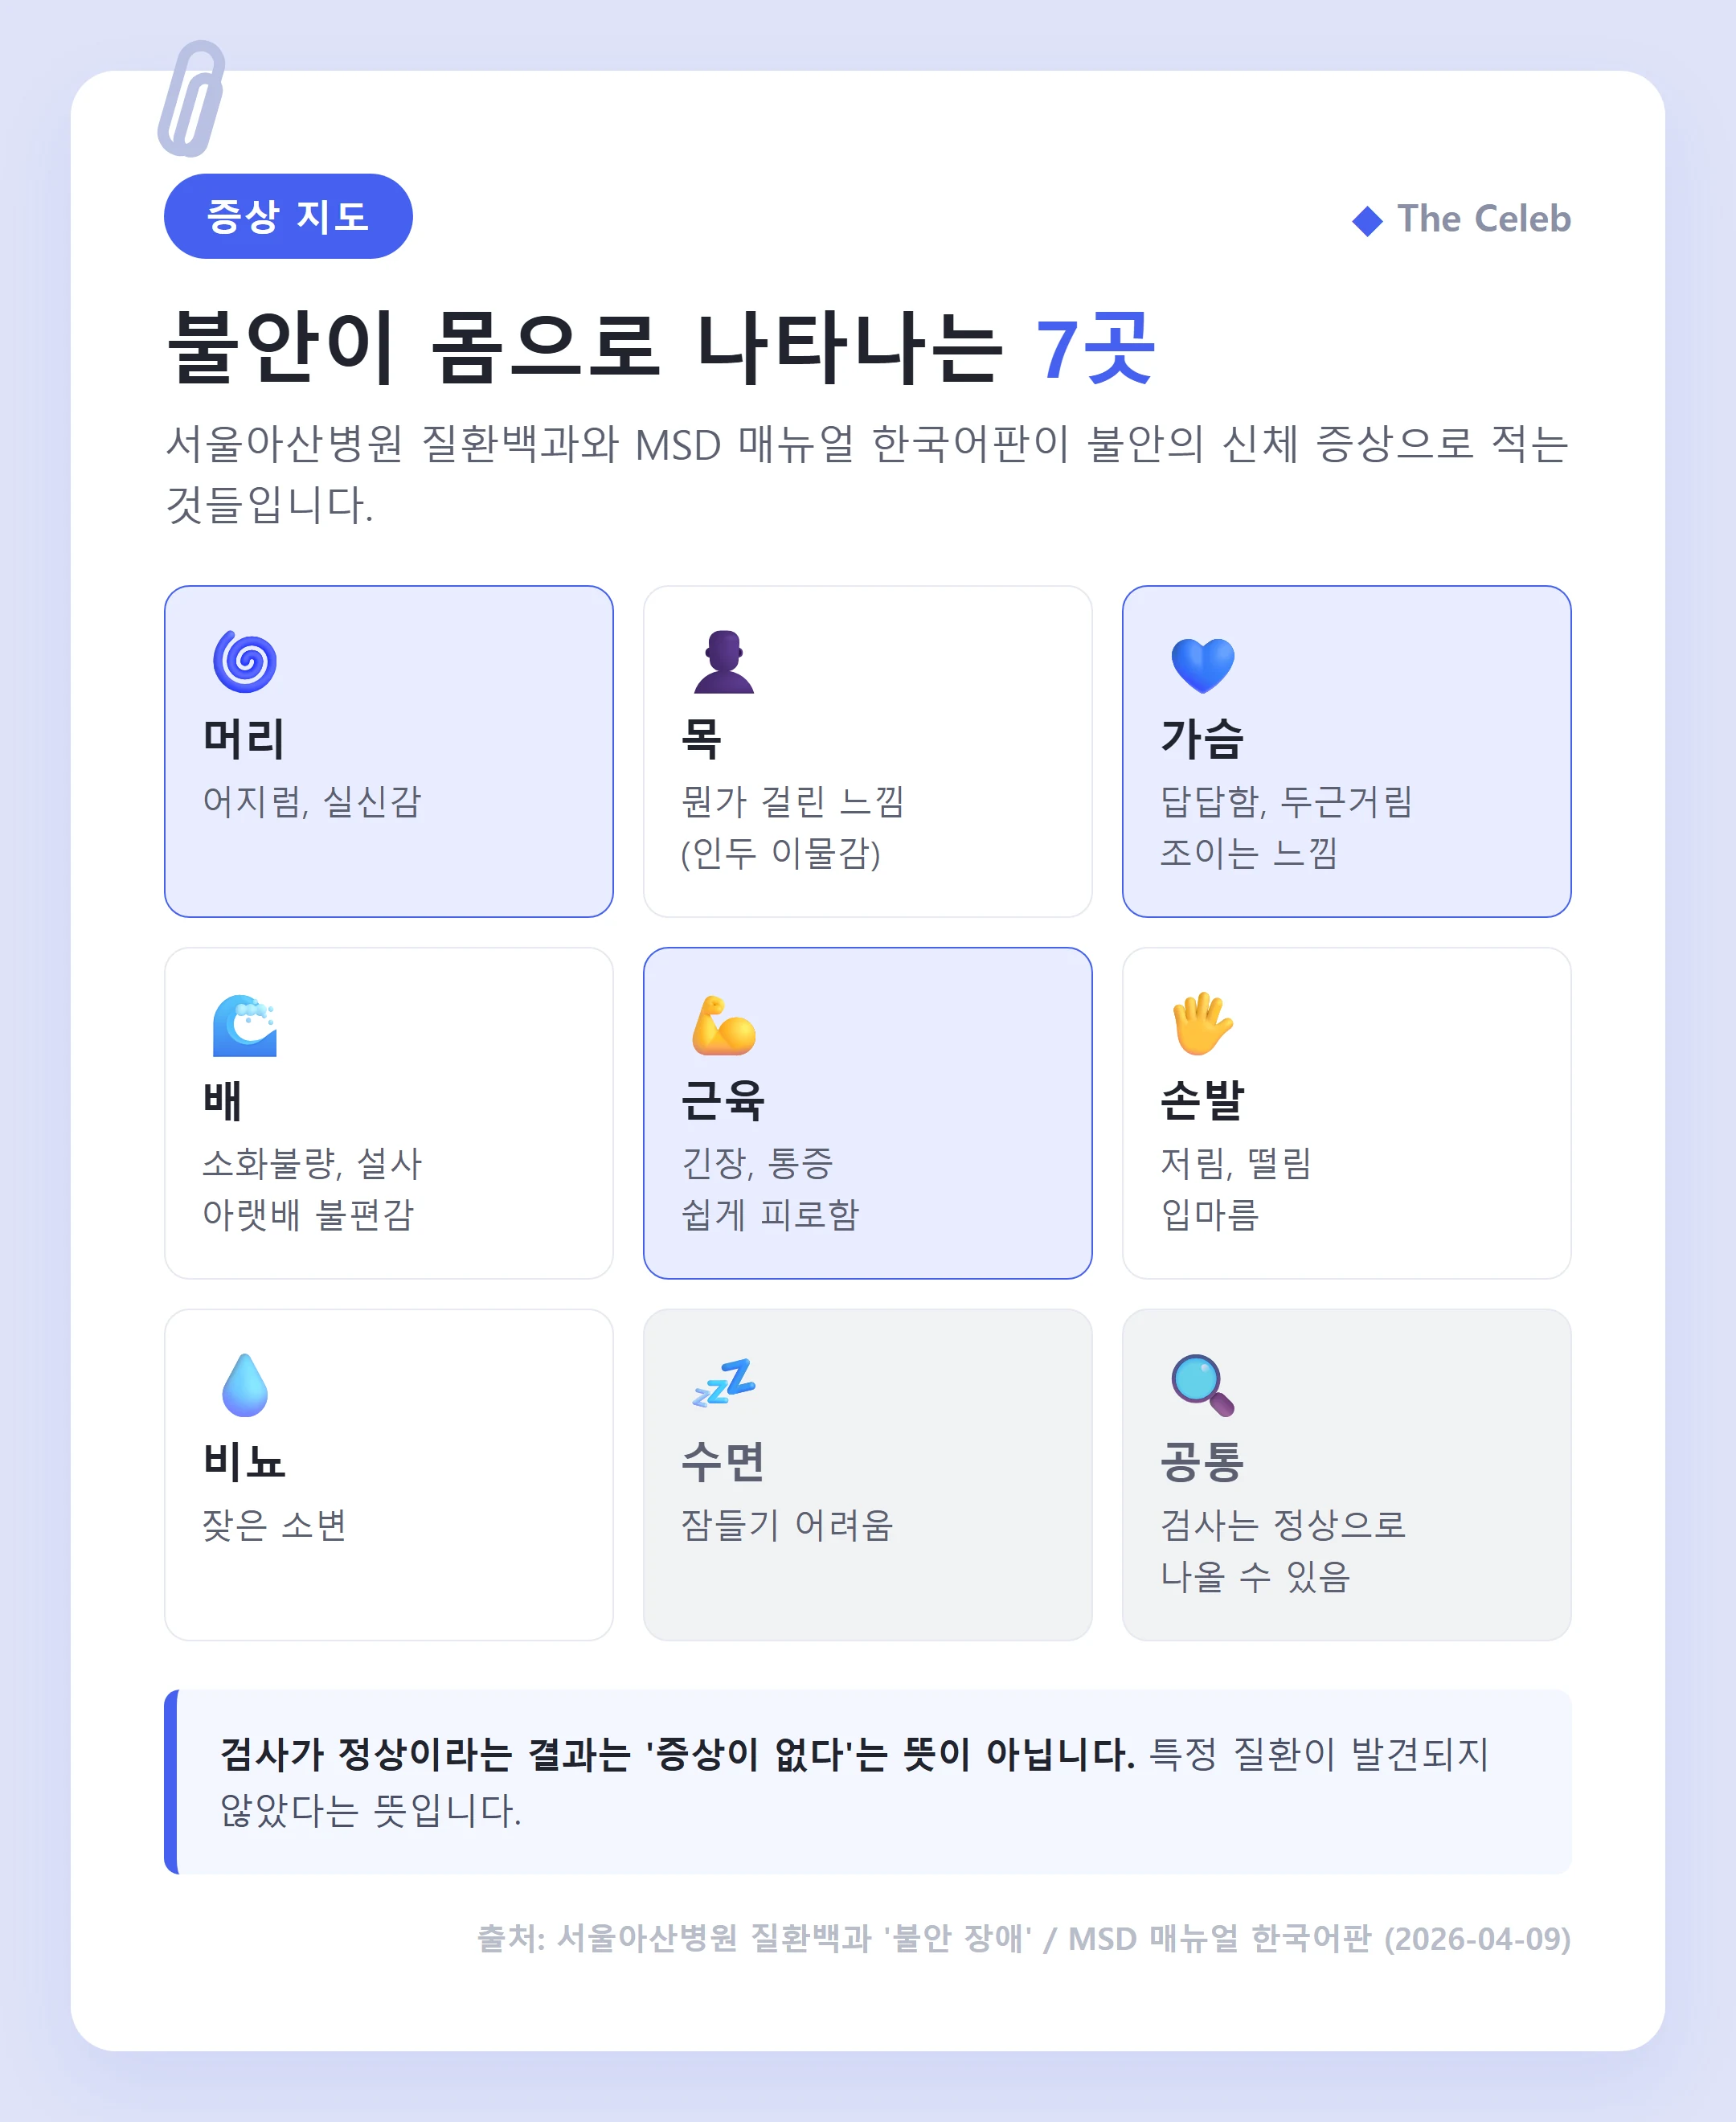 증상 지도
The Celeb
불안이 몸으로 나타나는 7곳
서울아산병원 질환백과와 MSD 매뉴얼 한국어판이 불안의 신체 증상으로 적는
것들입니다.
머리
어지럼, 실신감
목
뭔가 걸린 느낌
(인두 이물감)
가슴
답답함, 두근거림
조이는 느낌
배
소화불량, 설사
아랫배 불편감
근육
긴장, 통증
쉽게 피로함
손발
저림, 떨림
입마름
비뇨
잦은 소변
수면
잠들기 어려움
공통
검사는 정상으로
나올 수 있음
검사가 정상이라는 결과는 '증상이 없다'는 뜻이 아닙니다. 특정 질환이 발견되지
않았다는 뜻입니다.
출처: 서울아산병원 질환백과 '불안 장애' / MSD 매뉴얼 한국어판 (2026-04-09)